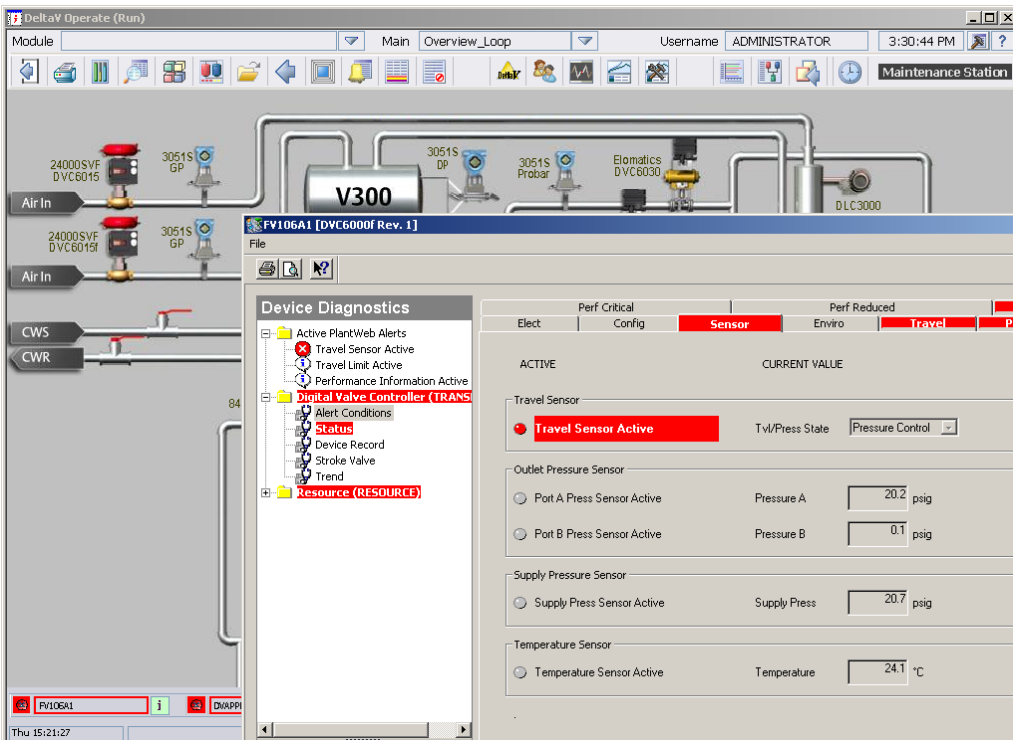 DeltaV Operate (Run)
Module Main Overview_Loop Username ADMINISTRATOR 3:30:44 PM ?
DeltaV Maintenance Station
24000SVF
DVC6015
3051S
GP
3051S
DP
3051S
Probar
Elomatics
DVC6030
Air In
V300
DLC3000
24000SVF
DVC6015f
3051S
GP
Air In
CWS
CWR
84
FV106A1 [DVC6000f Rev. 1]
File
Device Diagnostics
Active PlantWeb Alerts
Travel Sensor Active
Travel Limit Active
Performance Information Active
Digital Valve Controller (TRANS
Alert Conditions
Status
Device Record
Stroke Valve
Trend
Resource (RESOURCE)
Perf Critical Perf Reduced
Elect Config Sensor Enviro Travel P
ACTIVE CURRENT VALUE
Travel Sensor
Travel Sensor Active Tvl/Press State Pressure Control
Outlet Pressure Sensor
Port A Press Sensor Active Pressure A 20.2 psig
Port B Press Sensor Active Pressure B 0.1 psig
Supply Pressure Sensor
Supply Press Sensor Active Supply Press 20.7 psig
Temperature Sensor
Temperature Sensor Active Temperature 24.1 °C
FV106A1 i DVAPP
Thu 15:21:27